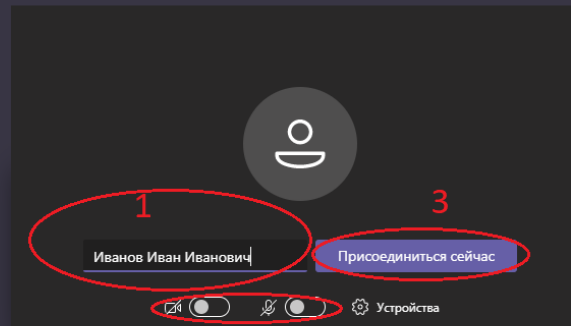 1
3
Иванов Иван Иванович
Присоединиться сейчас
Устройства